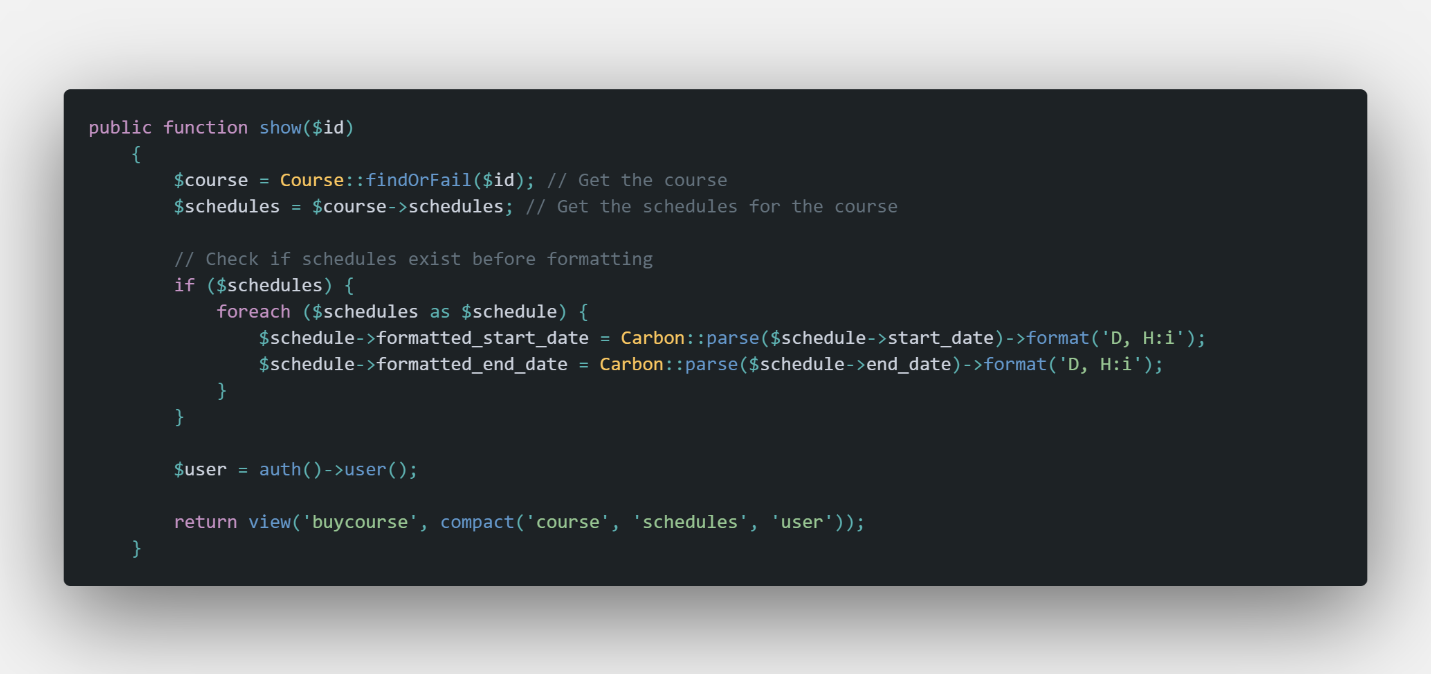 public function show($id)
    {
        $course = Course::findOrFail($id); // Get the course
        $schedules = $course->schedules; // Get the schedules for the course

        // Check if schedules exist before formatting
        if ($schedules) {
            foreach ($schedules as $schedule) {
                $schedule->formatted_start_date = Carbon::parse($schedule->start_date)->format('D, H:i');
                $schedule->formatted_end_date = Carbon::parse($schedule->end_date)->format('D, H:i');
            }
        }

        $user = auth()->user();

        return view('buycourse', compact('course', 'schedules', 'user'));
    }